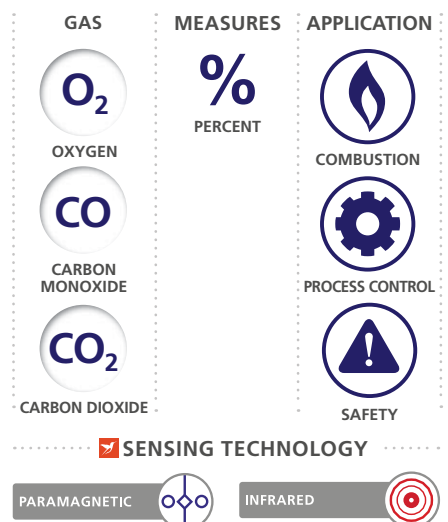 GAS
MEASURES
APPLICATION
O₂
OXYGEN
CO
CARBON
MONOXIDE
CO₂
CARBON DIOXIDE
%
PERCENT
COMBUSTION
PROCESS CONTROL
!
SAFETY
SENSING TECHNOLOGY
PARAMAGNETIC
INFRARED